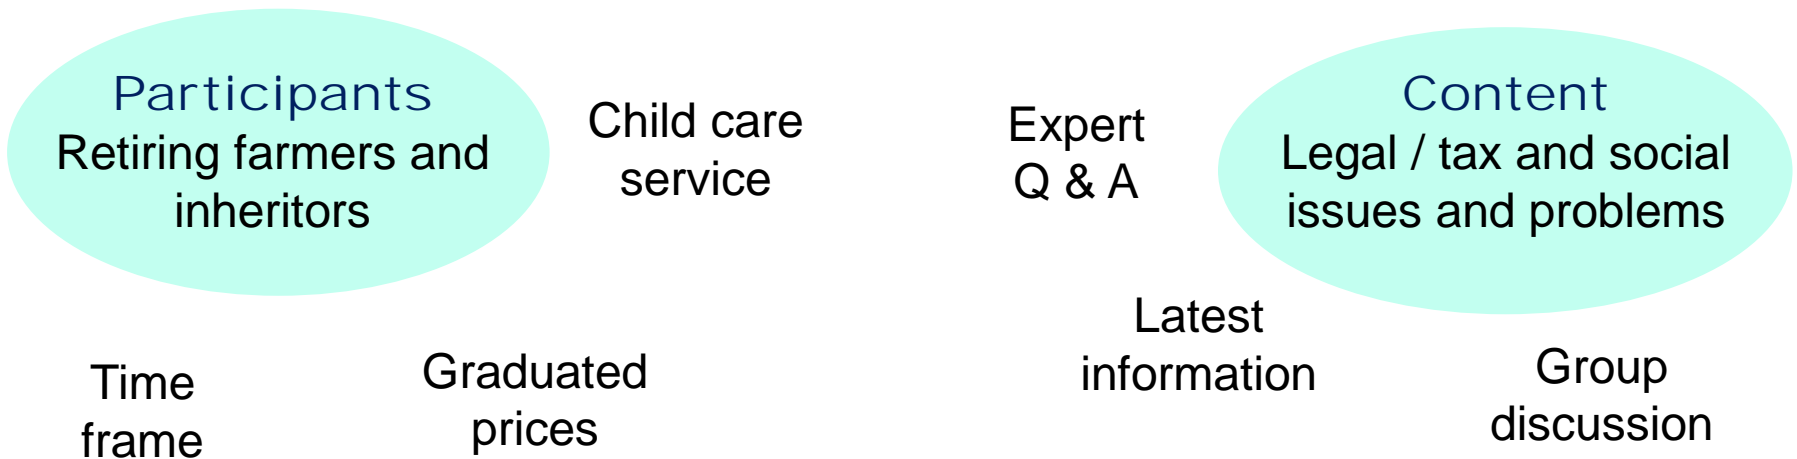 Participants
Retiring farmers and
inheritors
Child care
service
Expert
Q & A
Content
Legal / tax and social
issues and problems
Time
frame
Graduated
prices
Latest
information
Group
discussion